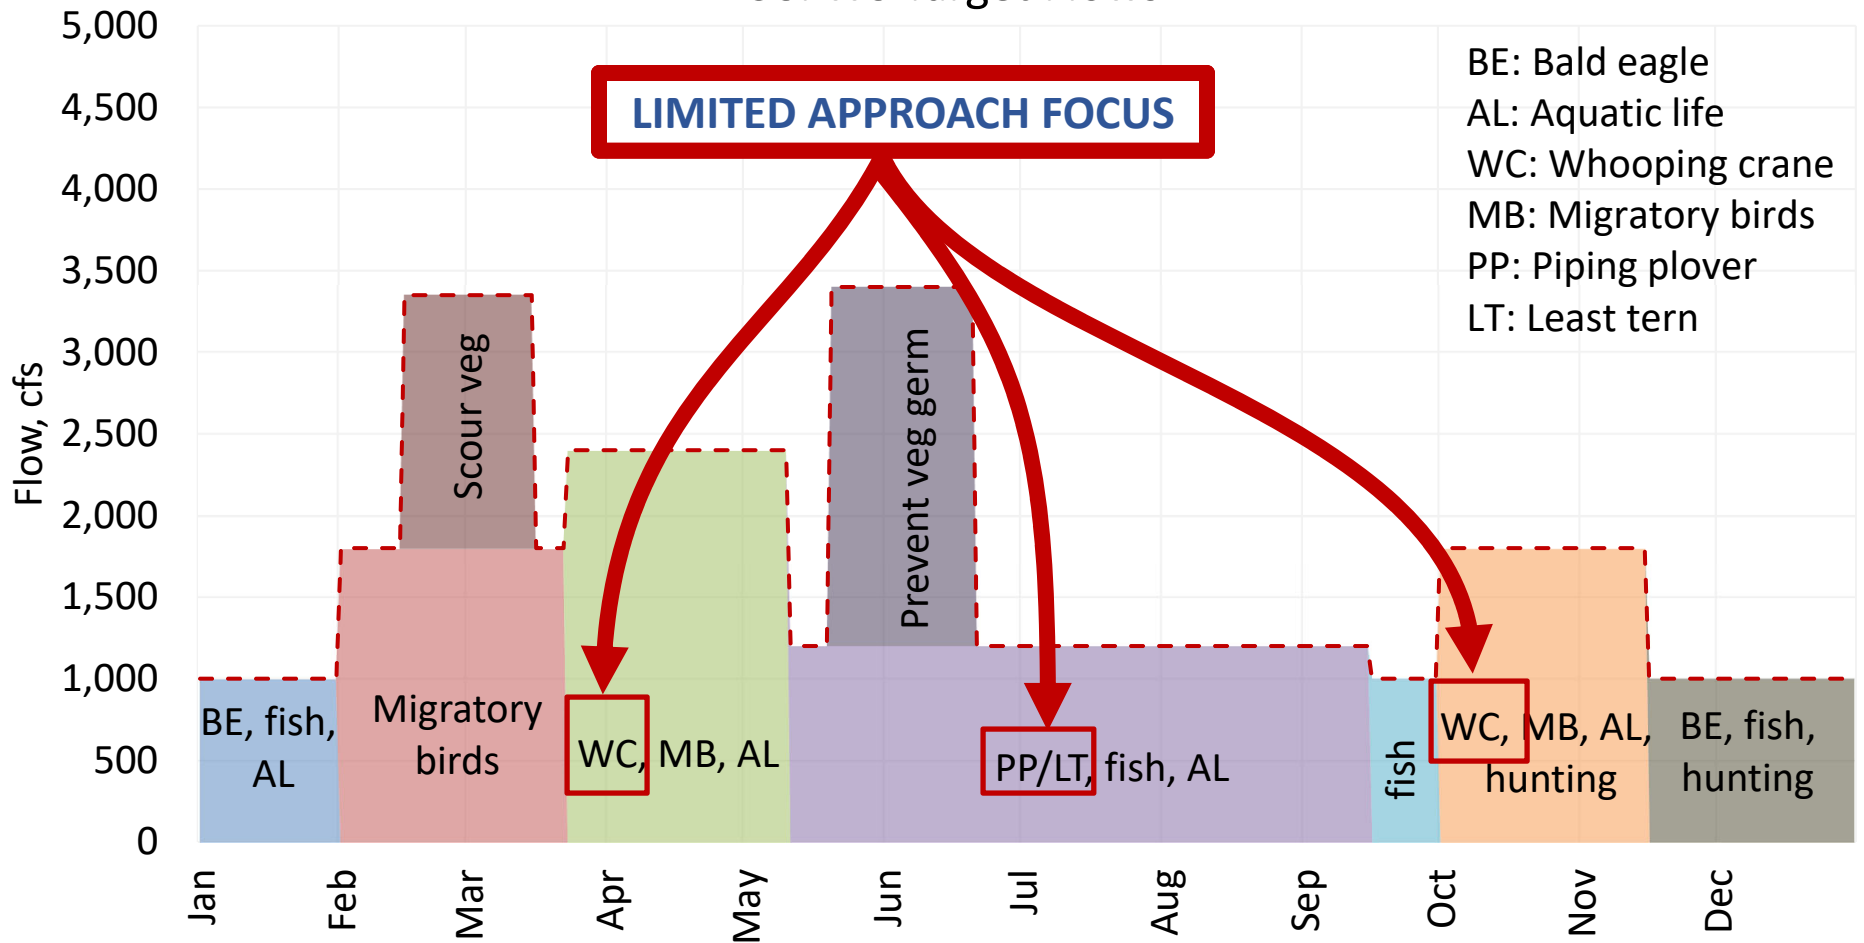 5,000
4,500
4,000
3,500
3,000
2,500
2,000
1,500
1,000
500
0
Flow, cfs
LIMITED APPROACH FOCUS
BE: Bald eagle
AL: Aquatic life
WC: Whooping crane
MB: Migratory birds
PP: Piping plover
LT: Least tern
Scour veg
Prevent veg germ
BE, fish,
AL
Migratory
birds
WC, MB, AL
PP/LT, fish, AL
fish
WC, MB, AL,
hunting
BE, fish,
hunting
Jan
Feb
Mar
Apr
May
Jun
Jul
Aug
Sep
Oct
Nov
Dec